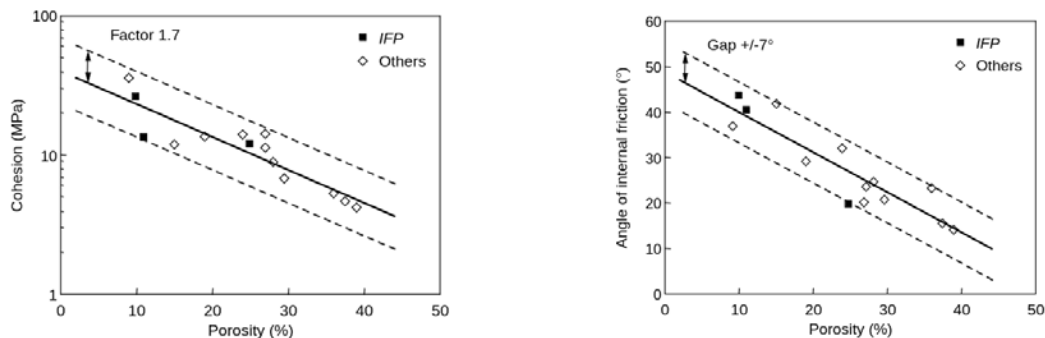 100
Factor 1.7
IFP
Others
10
1
Cohesion (MPa)
0 10 20 30 40 50
Porosity (%)
60
50
40
30
20
10
0
Gap +/-7°
IFP
Others
Angle of internal friction (°)
0 10 20 30 40 50
Porosity (%)